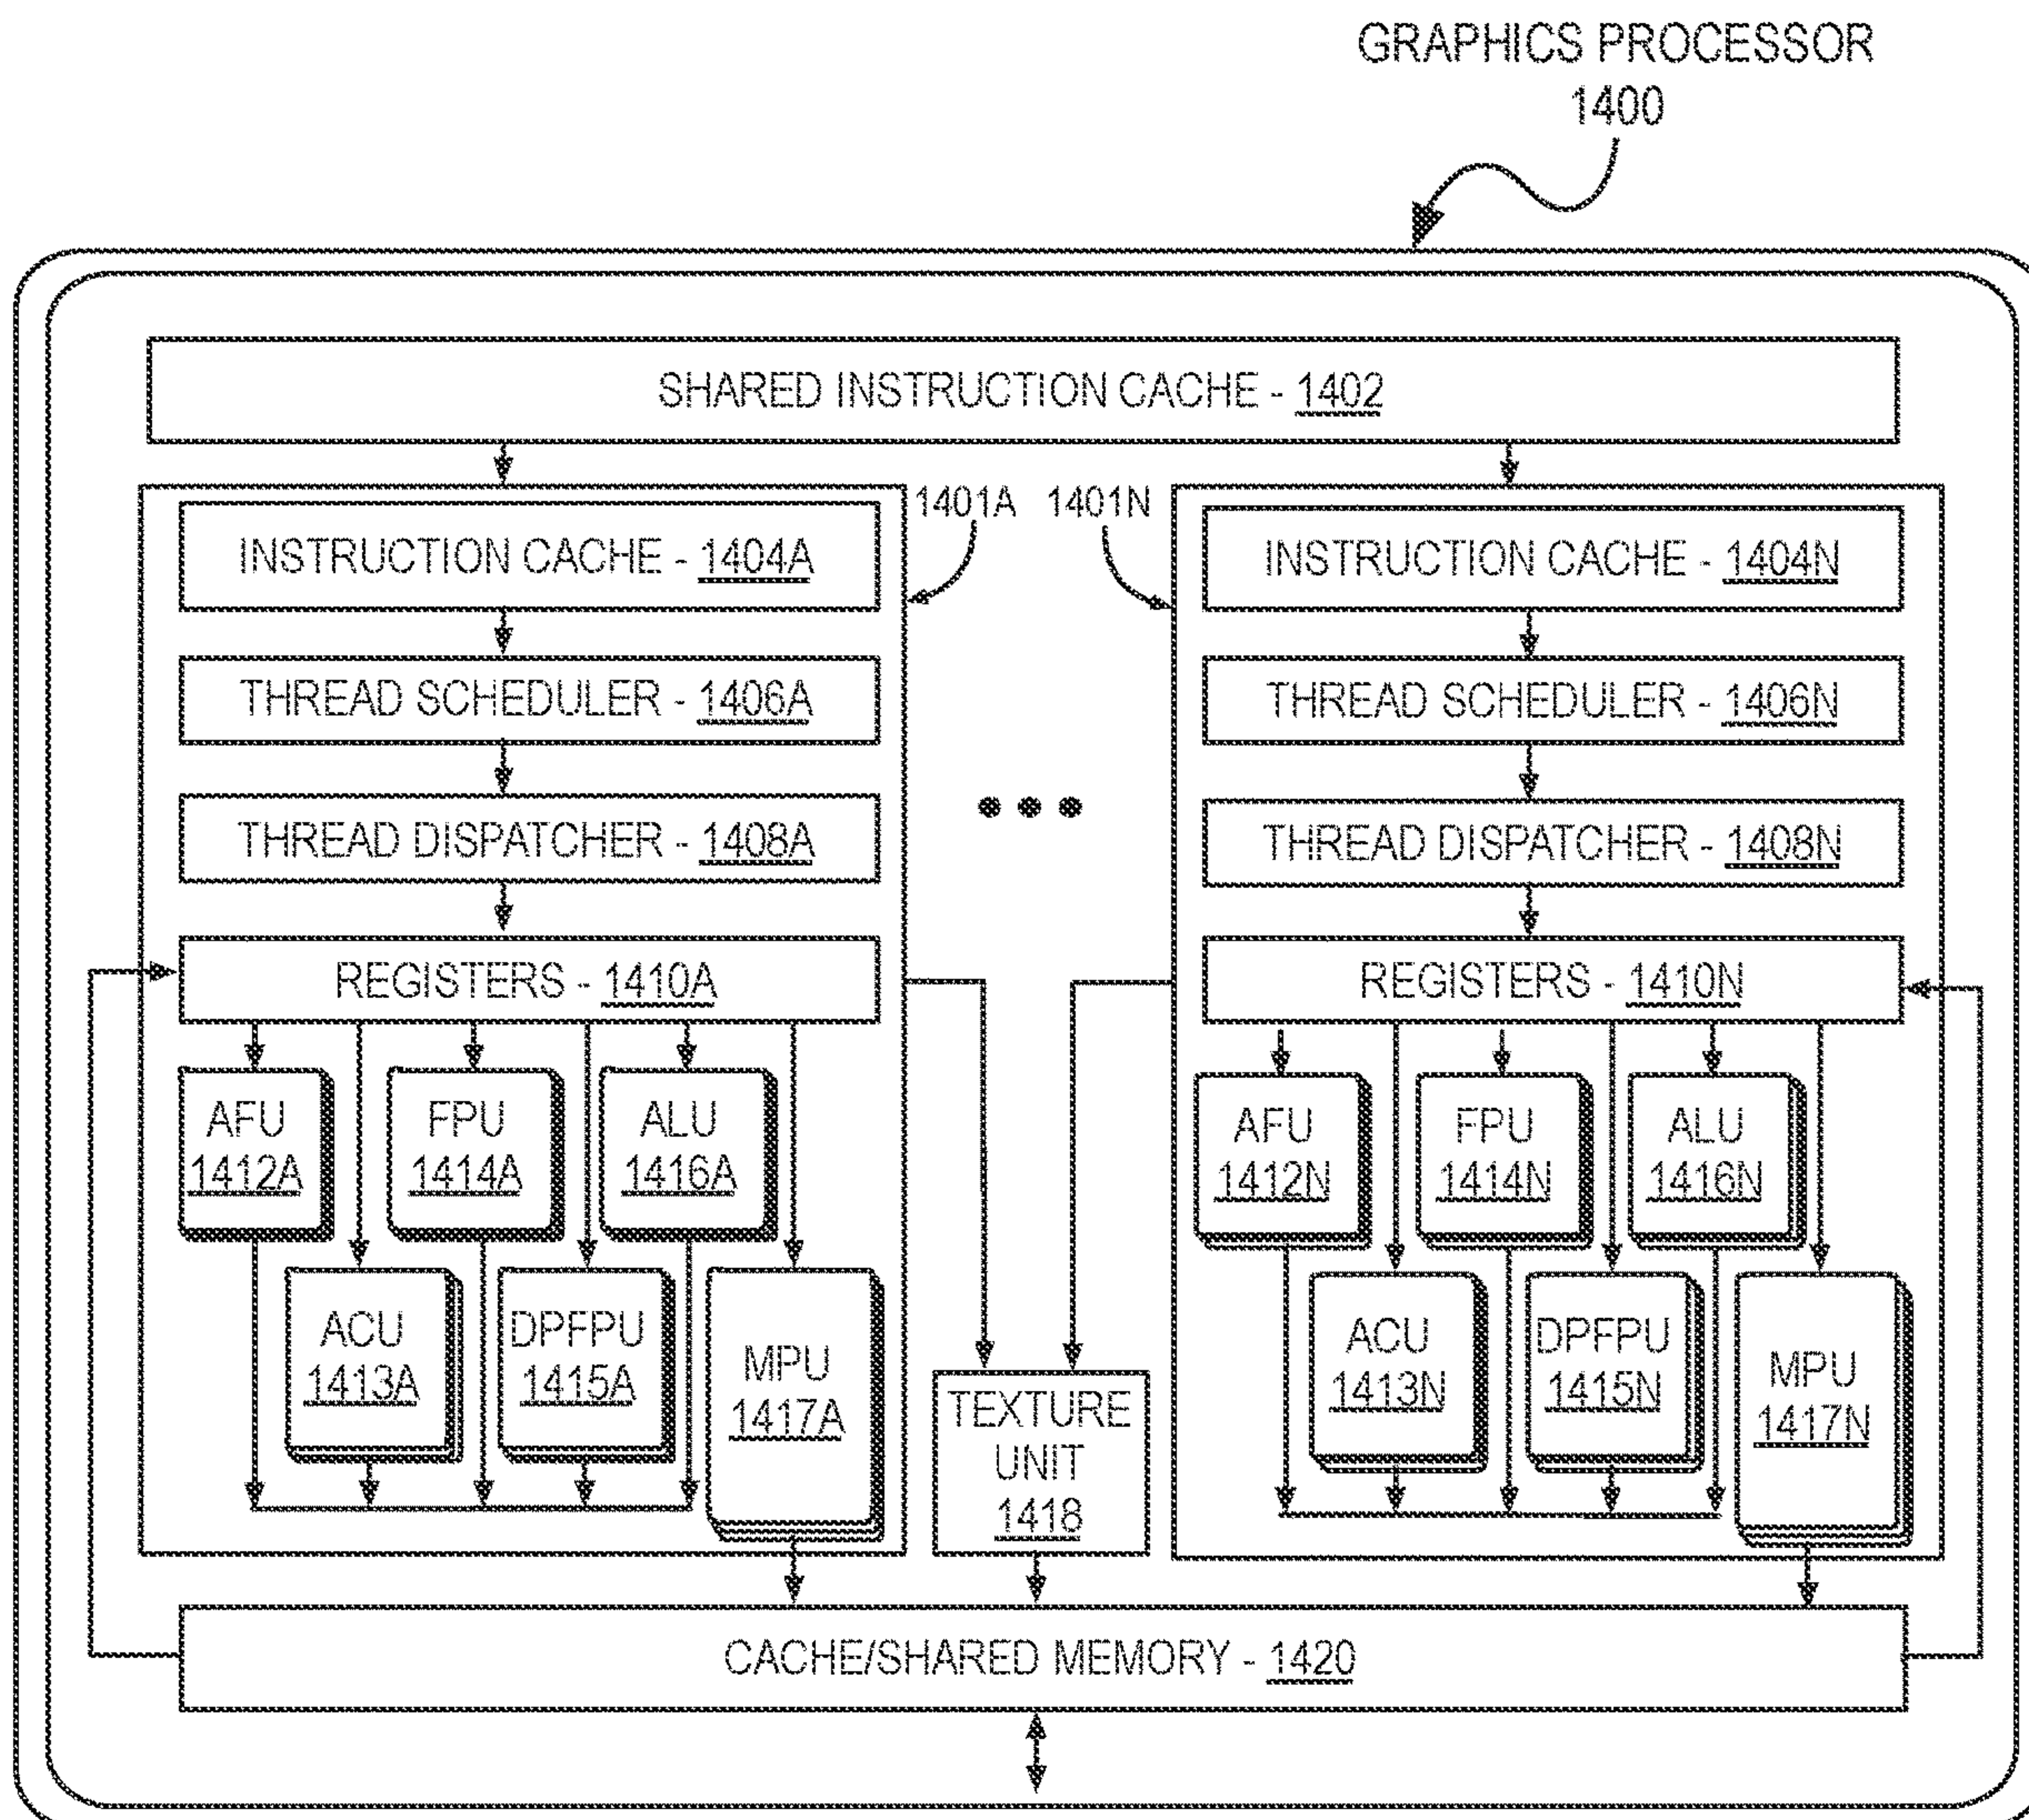 GRAPHICS PROCESSOR
1400
SHARED INSTRUCTION CACHE - 1402
1401A
1401N
INSTRUCTION CACHE - 1404A
THREAD SCHEDULER - 1406A
THREAD DISPATCHER - 1408A
REGISTERS - 1410A
AFU
1412A
FPU
1414A
ALU
1416A
ACU
1413A
DPFPU
1415A
MPU
1417A
TEXTURE
UNIT
1418
INSTRUCTION CACHE - 1404N
THREAD SCHEDULER - 1406N
THREAD DISPATCHER - 1408N
REGISTERS - 1410N
AFU
1412N
FPU
1414N
ALU
1416N
ACU
1413N
DPFPU
1415N
MPU
1417N
CACHE/SHARED MEMORY - 1420